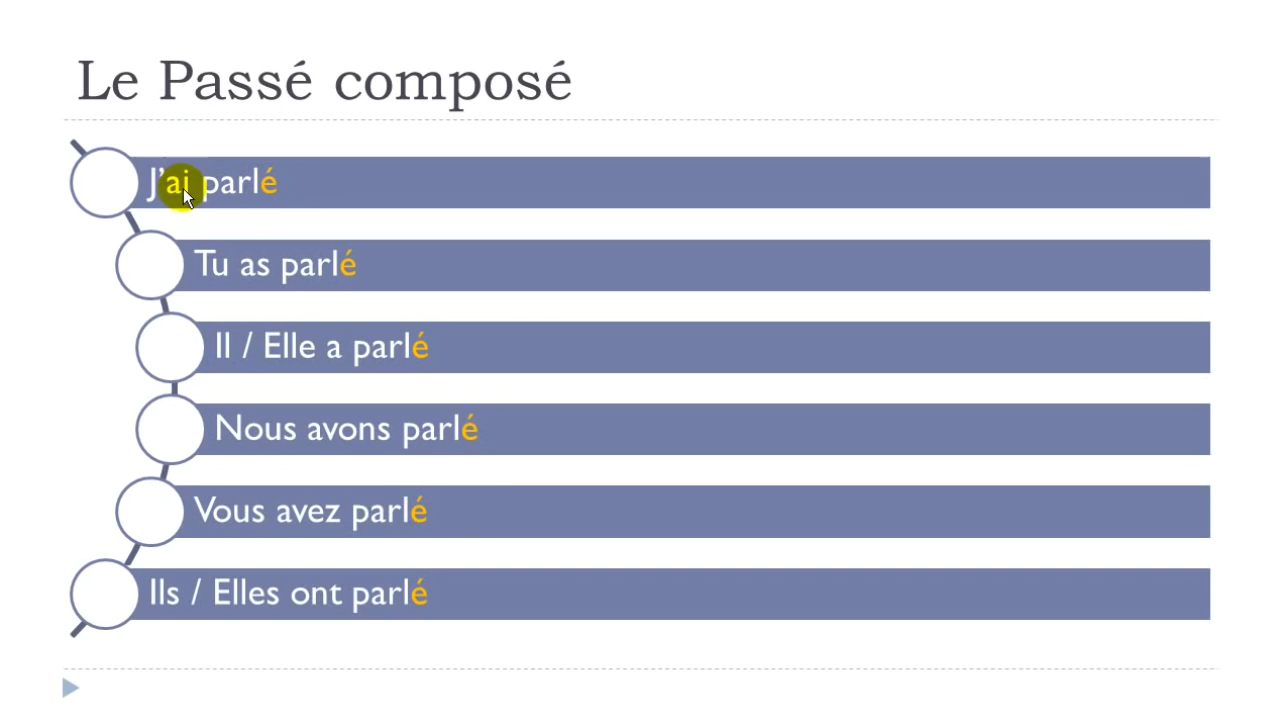 Le Passé composé
J'ai parlé
Tu as parlé
Il / Elle a parlé
Nous avons parlé
Vous avez parlé
Ils / Elles ont parlé